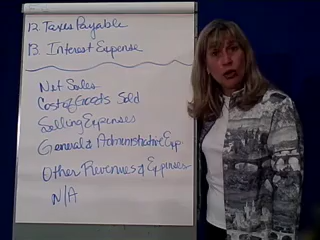 12. Taxes Payable
13. Interest Expense
Net Sales
Cost of Goods Sold
Selling Expenses
General & Administrative Exp.
Other Revenues & Expenses
N/A